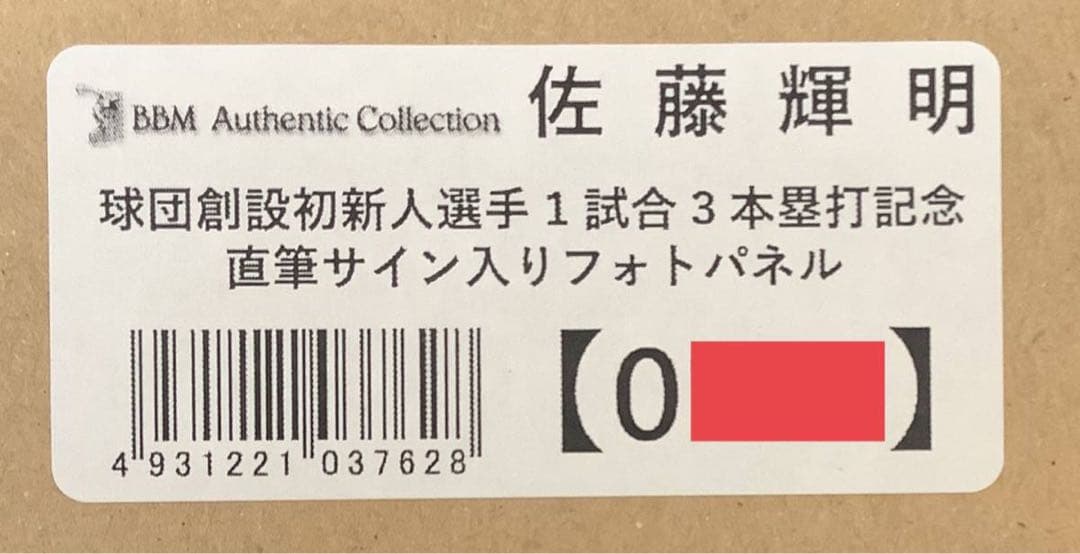 BBM Authentic Collection 佐藤輝明
球団創設初新人選手1試合3本塁打記念
直筆サイン入りフォトパネル
【0 】
4 931221 037628